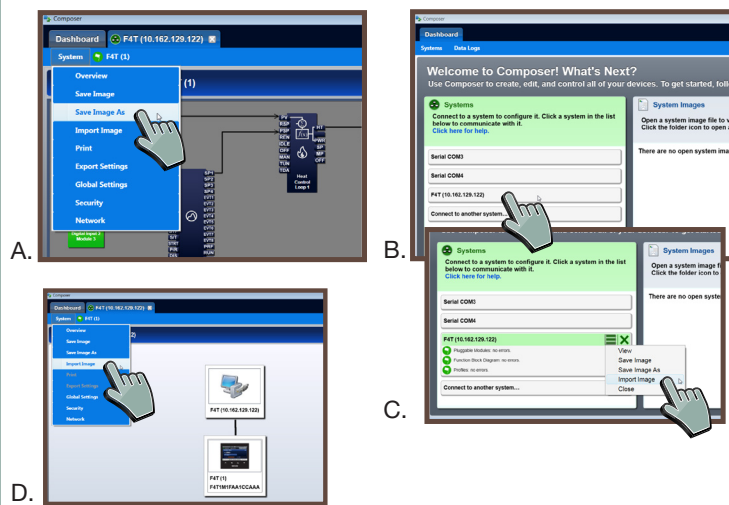 Composer
Dashboard
F4T (10.162.129.122)
System
F4T (1)
Overview
Save Image
Save Image As
Import Image
Print
Export Settings
Global Settings
Security
Network
(1)
Heat
Control
Loop 1
Digital Input 3
Module 3
A.
Composer
Dashboard
Systems Data Logs
Welcome to Composer! What's Next?
Use Composer to create, edit, and control all of your devices. To get started, foll
Systems
Connect to a system to configure it. Click a system in the list
below to communicate with it.
Click here for help.
Serial COM3
Serial COM4
F4T (10.162.129.122)
Connect to another system...
System Images
Open a system image file to v
Click the folder icon to open a
There are no open system ima
B.
Systems
Connect to a system to configure it. Click a system in the list
below to communicate with it.
Click here for help.
Serial COM3
Serial COM4
F4T (10.162.129.122)
Pluggable Modules: no errors.
Function Block Diagram: no errors.
Profiles: no errors.
Connect to another system...
View
Save Image
Save Image As
Import Image
Close
System Images
Open a system image f
Click the folder icon to
There are no open syste
C.
Composer
Dashboard
F4T (10.162.129.122)
System
F4T (1)
Overview
Save Image
Save Image As
Import Image
Print
Export Settings
Global Settings
Security
Network
F4T (10.162.129.122)
F4T (1)
F4T1M1FAA1CCAAA
D.